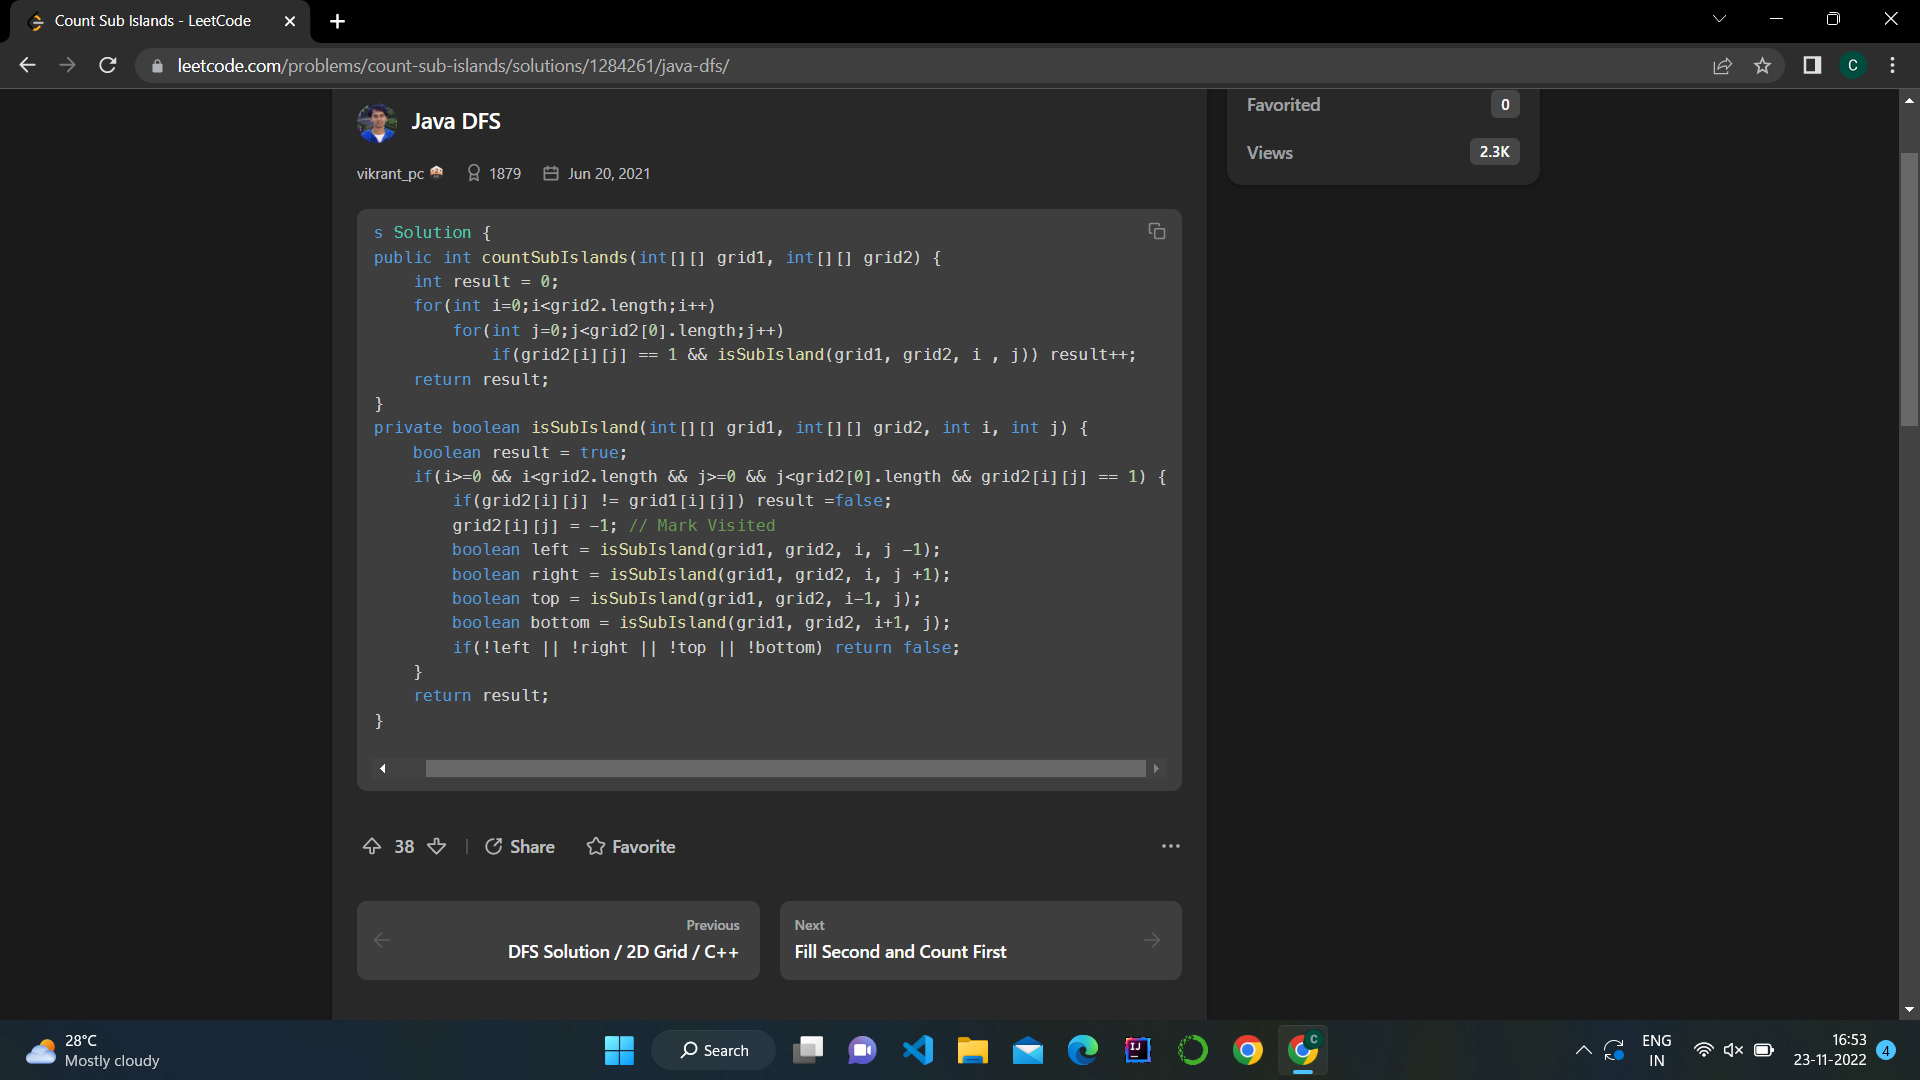 Count Sub Islands - LeetCode
leetcode.com/problems/count-sub-islands/solutions/1284261/java-dfs/
C
Java DFS
vikrant_pc 1879 Jun 20, 2021
Favorited 0
Views 2.3K
s Solution {
public int countSubIslands(int[][] grid1, int[][] grid2) {
    int result = 0;
    for(int i=0;i<grid2.length;i++)
        for(int j=0;j<grid2[0].length;j++)
            if(grid2[i][j] == 1 && isSubIsland(grid1, grid2, i , j)) result++;
    return result;
}
private boolean isSubIsland(int[][] grid1, int[][] grid2, int i, int j) {
    boolean result = true;
    if(i>=0 && i<grid2.length && j>=0 && j<grid2[0].length && grid2[i][j] == 1) {
        if(grid2[i][j] != grid1[i][j]) result =false;
        grid2[i][j] = -1; // Mark Visited
        boolean left = isSubIsland(grid1, grid2, i, j -1);
        boolean right = isSubIsland(grid1, grid2, i, j +1);
        boolean top = isSubIsland(grid1, grid2, i-1, j);
        boolean bottom = isSubIsland(grid1, grid2, i+1, j);
        if(!left || !right || !top || !bottom) return false;
    }
    return result;
}
38 | Share Favorite
Previous
DFS Solution / 2D Grid / C++
Next
Fill Second and Count First
28°C
Mostly cloudy
Search
IJ
C
ENG
IN
16:53
23-11-2022
4